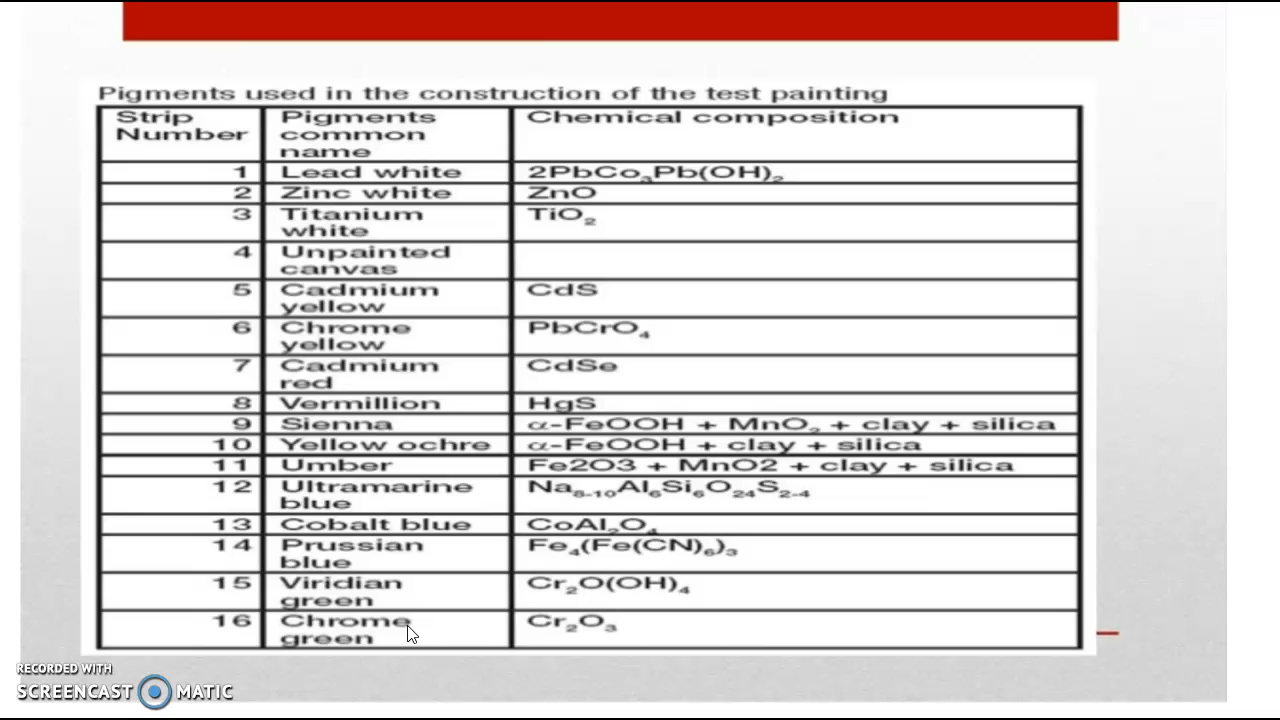 Pigments used in the construction of the test painting
Strip Number | Pigments common name | Chemical composition
1 | Lead white | 2PbCo₃Pb(OH)₂
2 | Zinc white | ZnO
3 | Titanium white | TiO₂
4 | Unpainted canvas |
5 | Cadmium yellow | CdS
6 | Chrome yellow | PbCrO₄
7 | Cadmium red | CdSe
8 | Vermillion | HgS
9 | Sienna | α-FeOOH + MnO₂ + clay + silica
10 | Yellow ochre | α-FeOOH + clay + silica
11 | Umber | Fe2O3 + MnO2 + clay + silica
12 | Ultramarine blue | Na₈₋₁₀Al₆Si₆O₂₄S₂₋₄
13 | Cobalt blue | CoAl₂O₄
14 | Prussian blue | Fe₄(Fe(CN)₆)₃
15 | Viridian green | Cr₂O(OH)₄
16 | Chrome green | Cr₂O₃
RECORDED WITH
SCREENCAST MATIC